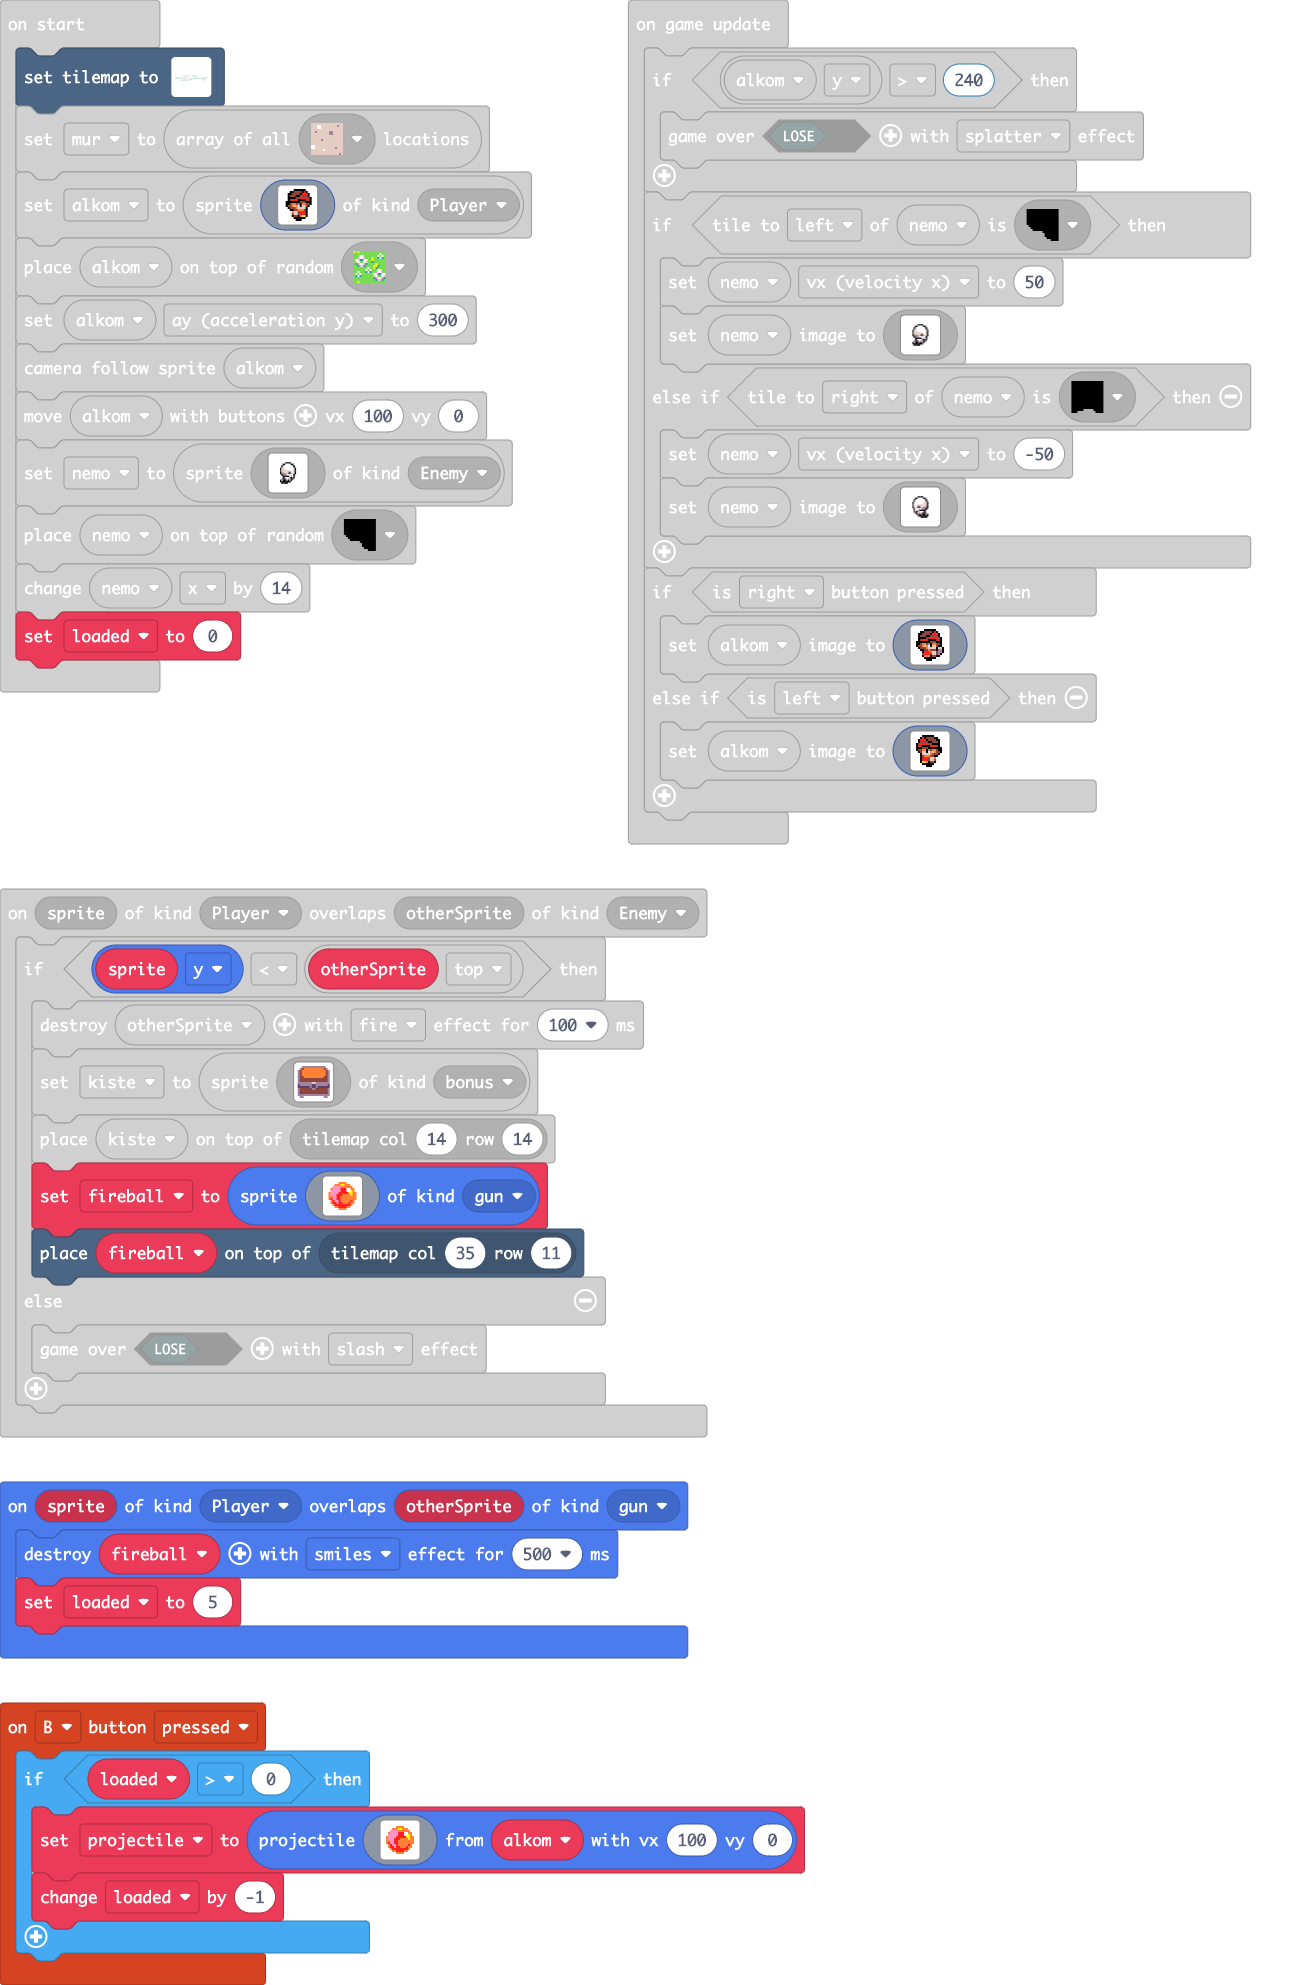 on start
set tilemap to
set mur to array of all locations
set alkom to sprite of kind Player
place alkom on top of random
set alkom ay (acceleration y) to 300
camera follow sprite alkom
move alkom with buttons vx 100 vy 0
set nemo to sprite of kind Enemy
place nemo on top of random
change nemo x by 14
set loaded to 0
on game update
if alkom y > 240 then
game over LOSE with splatter effect
if tile to left of nemo is then
set nemo vx (velocity x) to 50
set nemo image to
else if tile to right of nemo is then
set nemo vx (velocity x) to -50
set nemo image to
if is right button pressed then
set alkom image to
else if is left button pressed then
set alkom image to
on sprite of kind Player overlaps otherSprite of kind Enemy
if sprite y < otherSprite top then
destroy otherSprite with fire effect for 100 ms
set kiste to sprite of kind bonus
place kiste on top of tilemap col 14 row 14
set fireball to sprite of kind gun
place fireball on top of tilemap col 35 row 11
else
game over LOSE with slash effect
on sprite of kind Player overlaps otherSprite of kind gun
destroy fireball with smiles effect for 500 ms
set loaded to 5
on B button pressed
if loaded > 0 then
set projectile to projectile from alkom with vx 100 vy 0
change loaded by -1